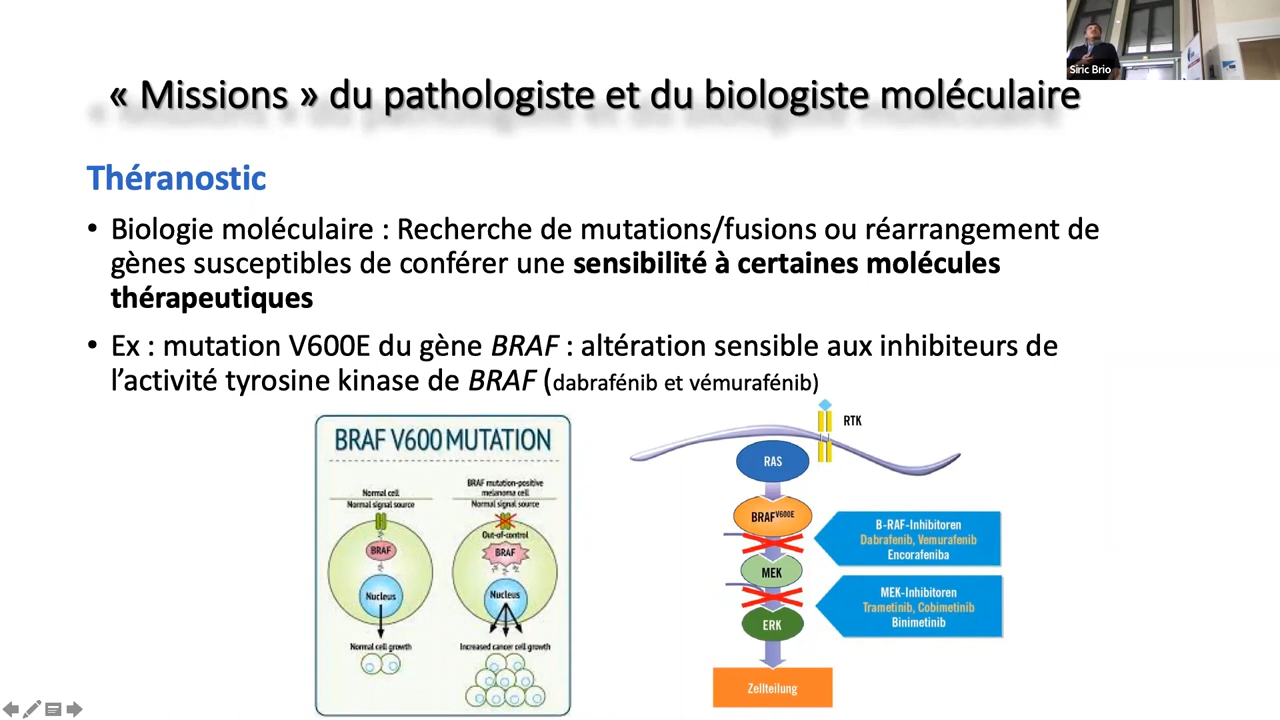 Siric Brio
« Missions » du pathologiste et du biologiste moléculaire
Théranostic
• Biologie moléculaire : Recherche de mutations/fusions ou réarrangement de
gènes susceptibles de conférer une sensibilité à certaines molécules
thérapeutiques
• Ex : mutation V600E du gène BRAF : altération sensible aux inhibiteurs de
l’activité tyrosine kinase de BRAF (dabrafénib et vémurafénib)
BRAF V600 MUTATION
Normal cell
Normal signal source
BRAF
Nucleus
Normal cell growth
BRAF mutation-positive
melanoma cell
Normal signal source
Out-of-control
BRAF
Nucleus
Increased cancer cell growth
RTK
RAS
BRAFV600E
B-RAF-Inhibitoren
Dabrafenib, Vemurafenib
Encorafeniba
MEK
MEK-Inhibitoren
Trametinib, Cobimetinib
Binimetinib
ERK
Zellteilung